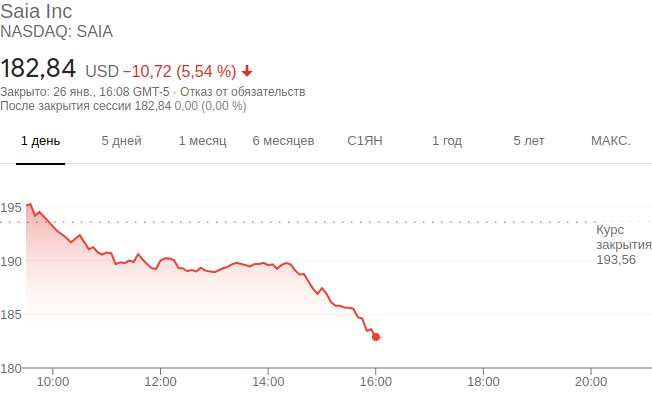 Saia Inc
NASDAQ: SAIA
182,84 USD −10,72 (5,54 %)
Закрыто: 26 янв., 16:08 GMT-5 · Отказ от обязательств
После закрытия сессии 182,84 0,00 (0,00 %)
1 день 5 дней 1 месяц 6 месяцев С1ЯН 1 год 5 лет МАКС.
195
Курс
закрытия
193,56
190
185
180
10:00 12:00 14:00 16:00 18:00 20:00